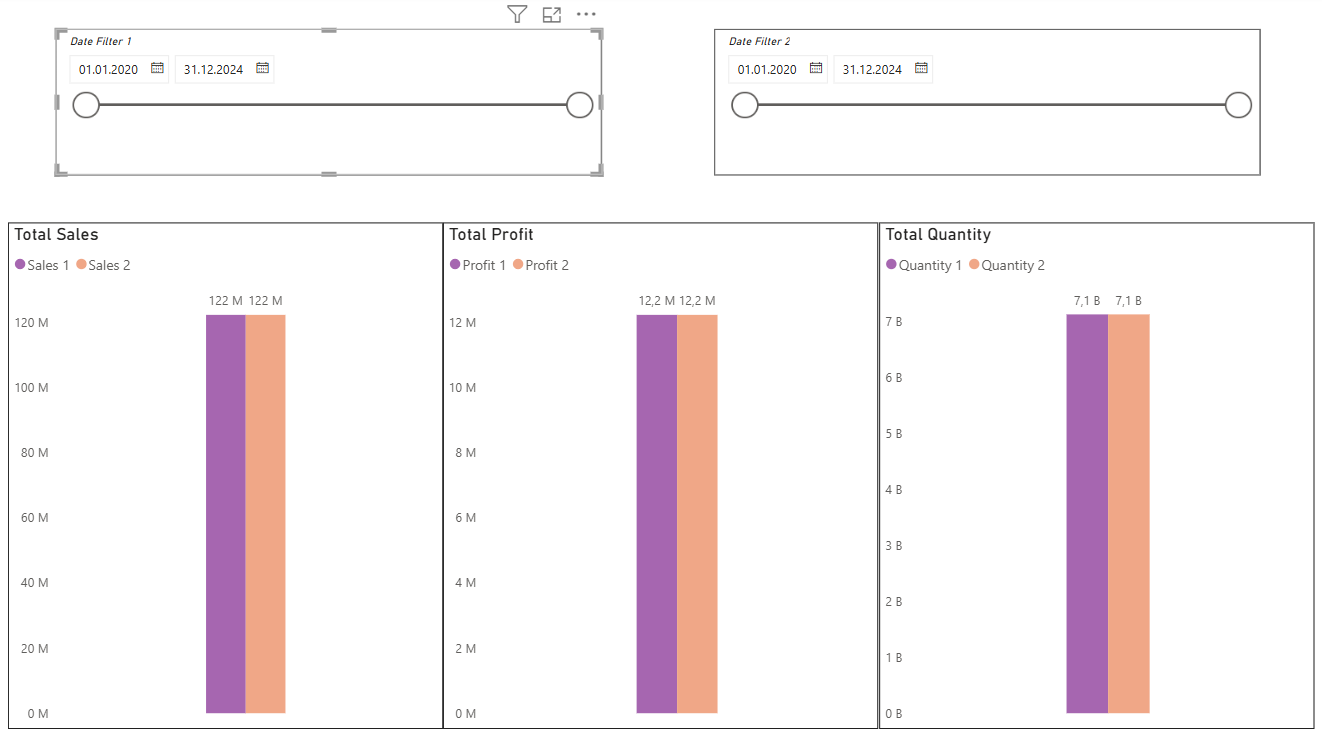 Date Filter 1
01.01.2020 31.12.2024
Date Filter 2
01.01.2020 31.12.2024
Total Sales
Sales 1 Sales 2
122 M 122 M
120 M
100 M
80 M
60 M
40 M
20 M
0 M
Total Profit
Profit 1 Profit 2
12,2 M 12,2 M
12 M
10 M
8 M
6 M
4 M
2 M
0 M
Total Quantity
Quantity 1 Quantity 2
7,1 B 7,1 B
7 B
6 B
5 B
4 B
3 B
2 B
1 B
0 B